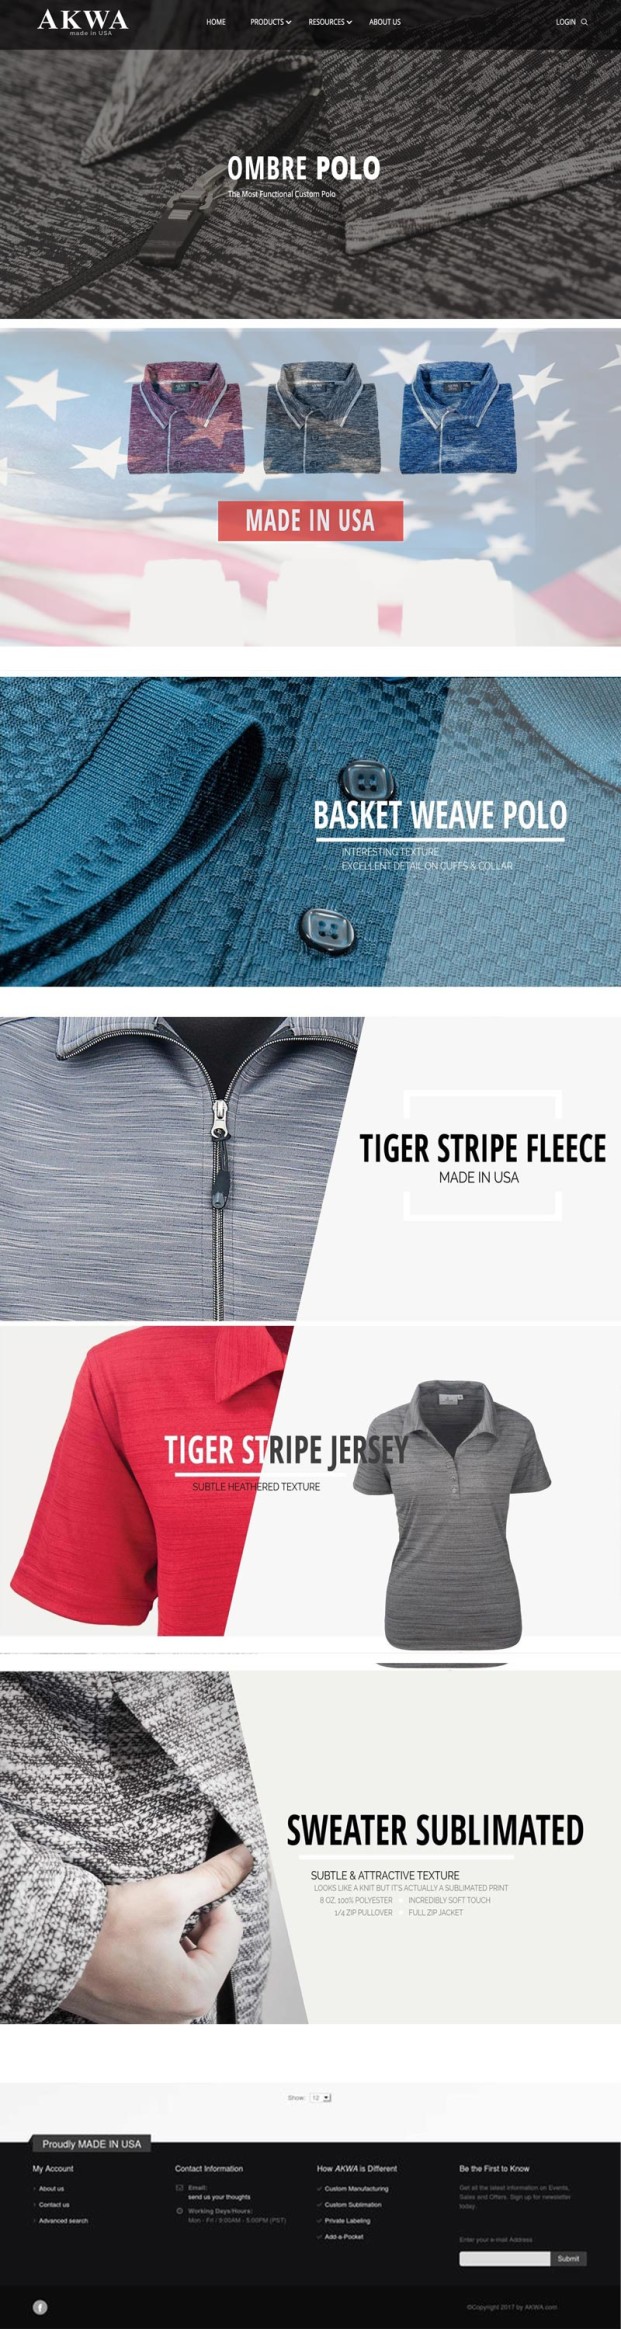 AKWA
made in USA
HOME
PRODUCTS
RESOURCES
ABOUT US
LOGIN
OMBRE POLO
The Most Functional Custom Polo
MADE IN USA
BASKET WEAVE POLO
INTERESTING TEXTURE
EXCELLENT DETAIL ON CUFFS & COLLAR
TIGER STRIPE FLEECE
MADE IN USA
TIGER STRIPE JERSEY
SUBTLE HEATHERED TEXTURE
SWEATER SUBLIMATED
SUBTLE & ATTRACTIVE TEXTURE
LOOKS LIKE A KNIT BUT IT'S ACTUALLY A SUBLIMATED PRINT
8 OZ, 100% POLYESTER INCREDIBLY SOFT TOUCH
1/4 ZIP PULLOVER FULL ZIP JACKET
Show: 12
Proudly MADE IN USA
My Account
About us
Contact us
Advanced search
Contact Information
Email:
send us your thoughts
Working Days/Hours:
Mon - Fri / 9:00AM - 5:00PM (PST)
How AKWA is Different
Custom Manufacturing
Custom Sublimation
Private Labeling
Add-a-Pocket
Be the First to Know
Get all the latest information on Events,
Sales and Offers. Sign up for newsletter
today.
Enter your e-mail Address
Submit
©Copyright 2017 by AKWA.com